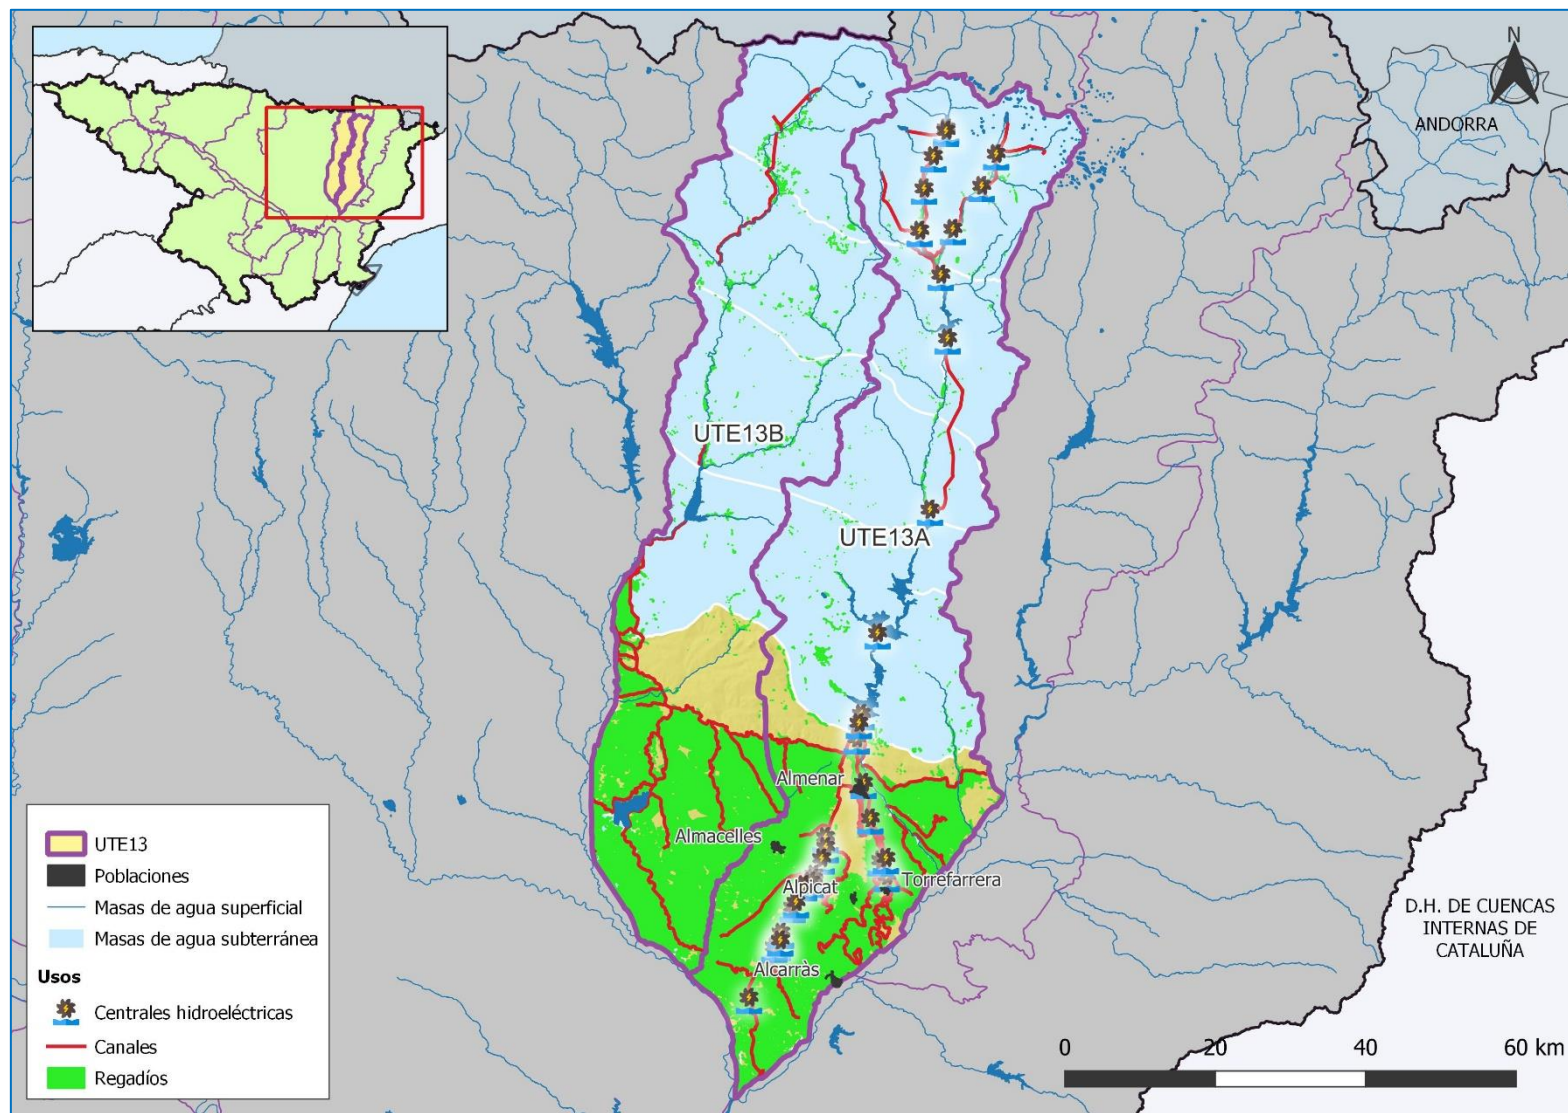 N
ANDORRA
UTE13B
UTE13A
Almenar
Almacelles
Alpicat
Torrefarrera
Alcarràs
D.H. DE CUENCAS
INTERNAS DE
CATALUÑA
UTE13
Poblaciones
Masas de agua superficial
Masas de agua subterránea
Usos
Centrales hidroeléctricas
Canales
Regadíos
0 20 40 60 km